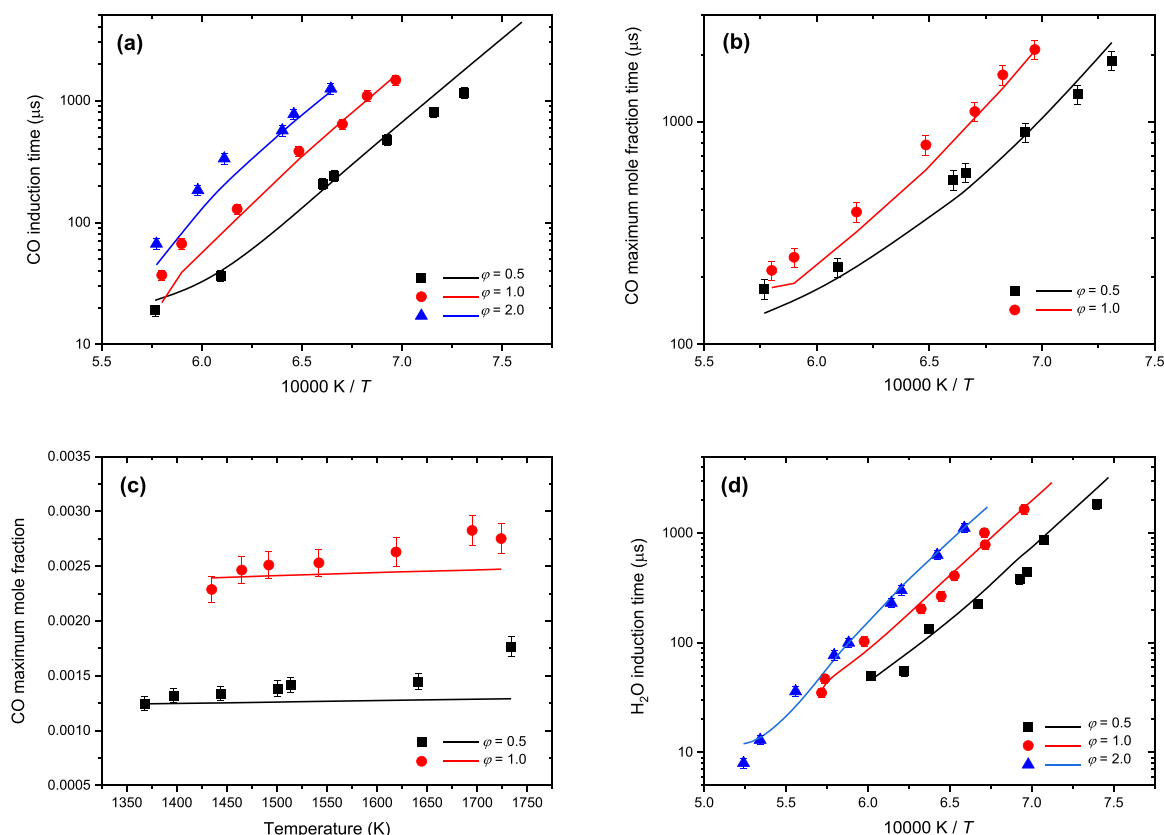 (a)
CO induction time (μs)
1000
100
10
5.5 6.0 6.5 7.0 7.5
10000 K / T
φ = 0.5
φ = 1.0
φ = 2.0
(b)
CO maximum mole fraction time (μs)
1000
100
5.5 6.0 6.5 7.0 7.5
10000 K / T
φ = 0.5
φ = 1.0
(c)
CO maximum mole fraction
0.0035
0.0030
0.0025
0.0020
0.0015
0.0010
0.0005
1350 1400 1450 1500 1550 1600 1650 1700 1750
Temperature (K)
φ = 0.5
φ = 1.0
(d)
H₂O induction time (μs)
1000
100
10
5.0 5.5 6.0 6.5 7.0 7.5
10000 K / T
φ = 0.5
φ = 1.0
φ = 2.0